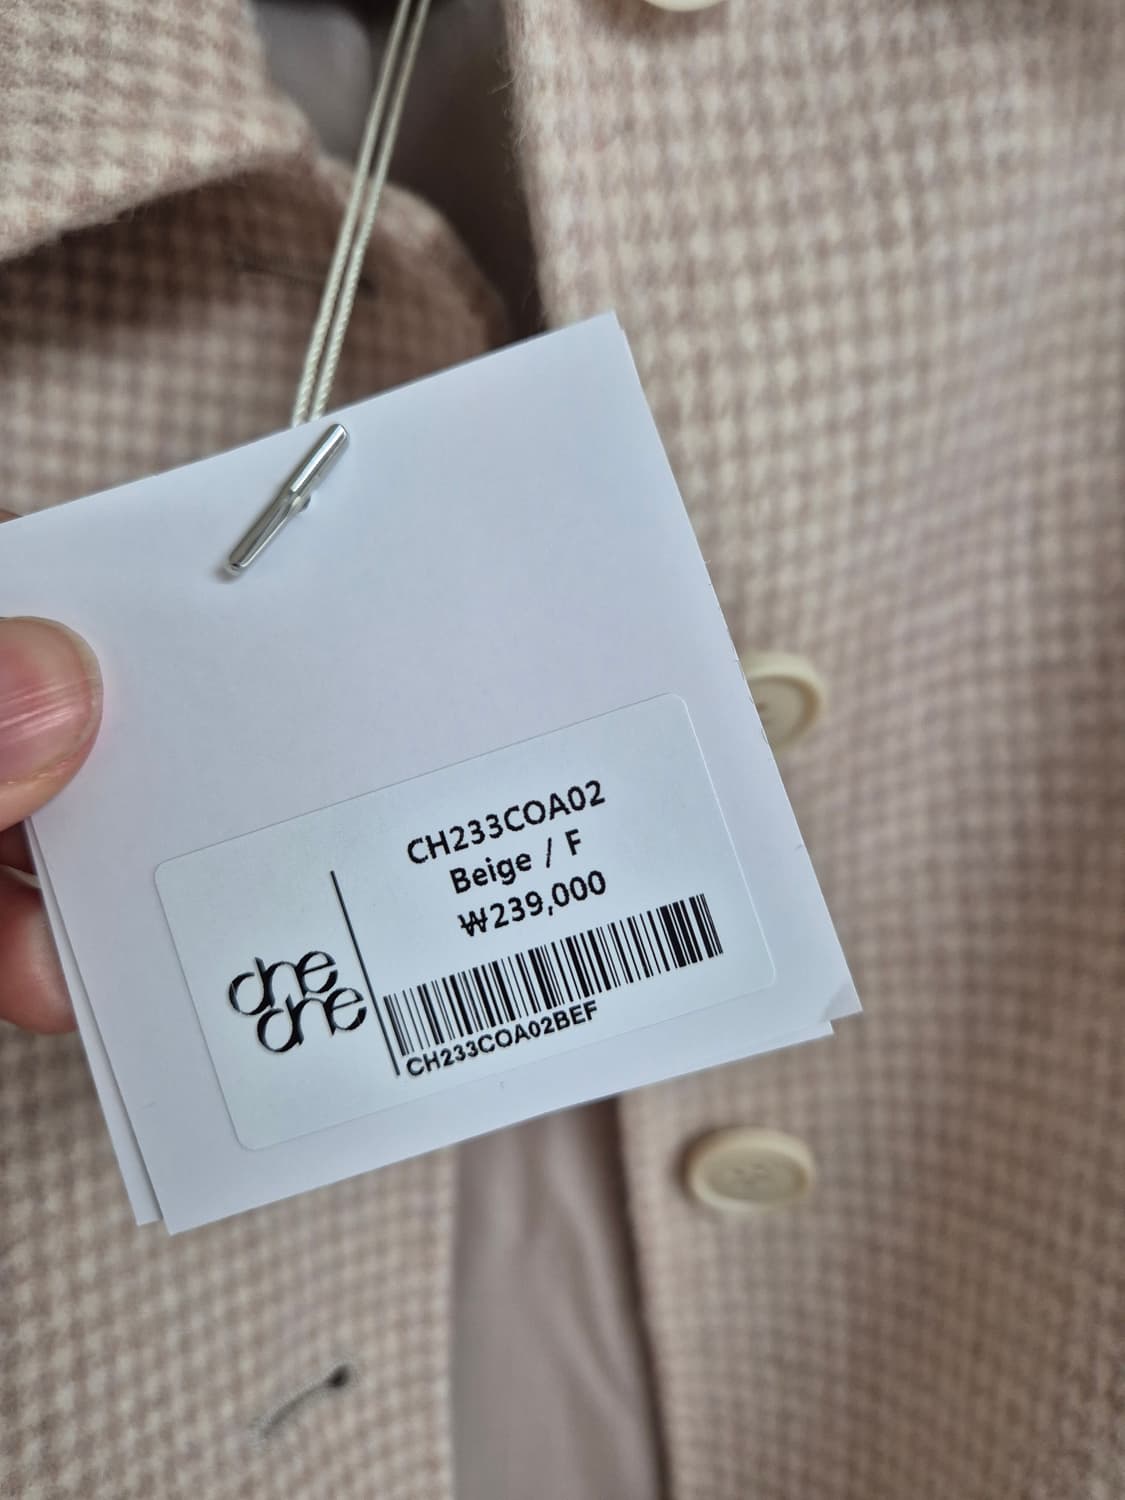 CH233COA02
Beige / F
₩239,000
che
che
CH233COA02BEF